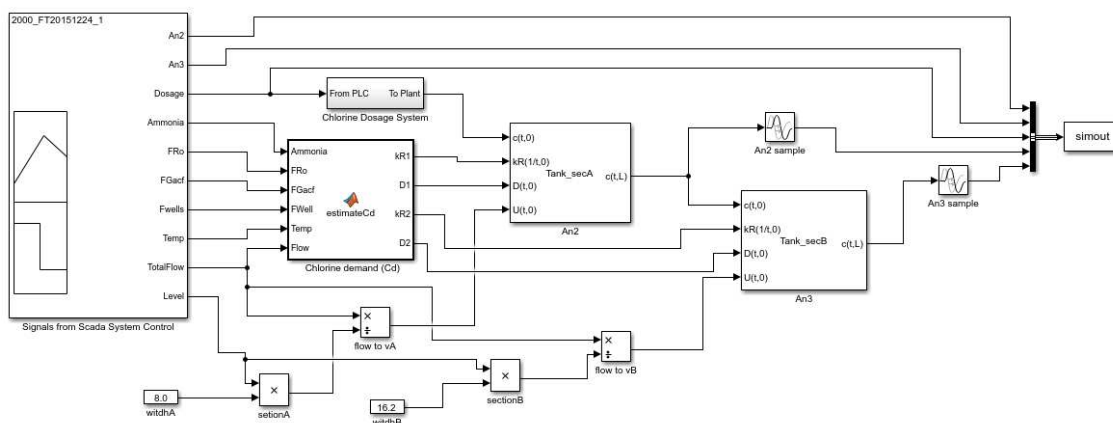 2000_FT20151224_1
An2
An3
Dosage
Ammonia
FRo
FGacf
Fwells
Temp
TotalFlow
Level
Signals from Scada System Control
From PLC To Plant
Chlorine Dosage System
Ammonia
FRo
FGacf
FWell
Temp
Flow
estimateCd
kR1
D1
kR2
D2
Chlorine demand (Cd)
c(t,0)
kR(1/t,0)
D(t,0)
U(t,0)
Tank_secA
c(t,L)
An2
An2 sample
c(t,0)
kR(1/t,0)
D(t,0)
U(t,0)
Tank_secB
c(t,L)
An3
An3 sample
simout
×
÷
flow to vA
×
÷
flow to vB
8.0
witdhA
×
setionA
16.2
witdhB
×
sectionB